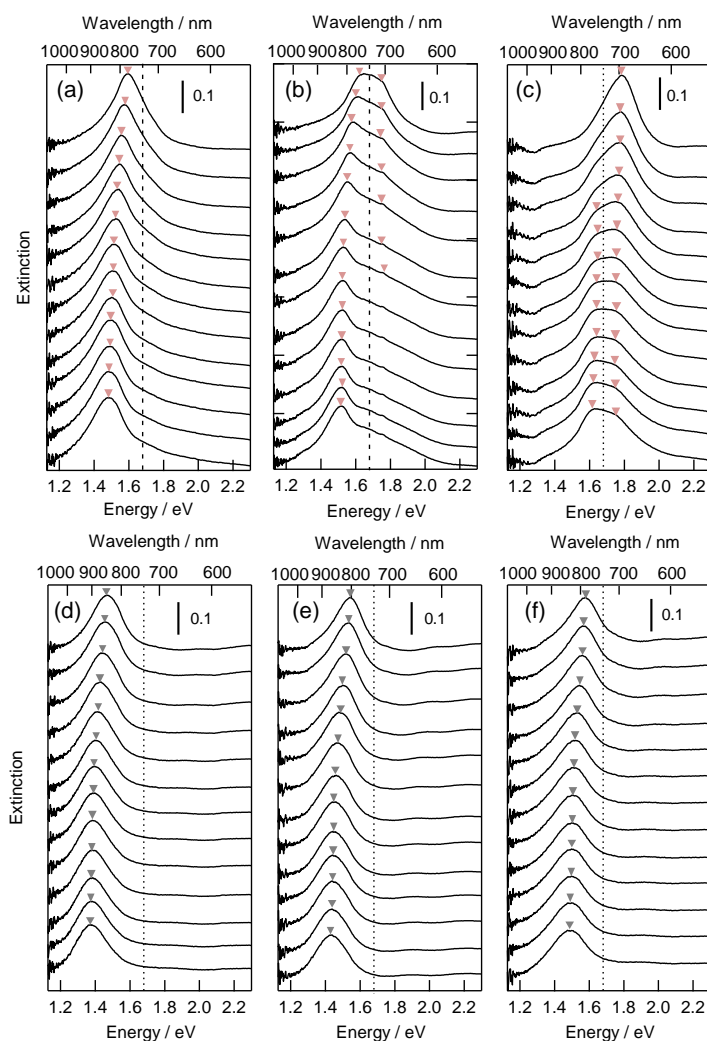 Wavelength / nm Wavelength / nm Wavelength / nm
1000 900 800 700 600 1000 900 800 700 600 1000 900 800 700 600
(a) 0.1 (b) 0.1 (c) 0.1
Extinction
1.2 1.4 1.6 1.8 2.0 2.2 1.2 1.4 1.6 1.8 2.0 2.2 1.2 1.4 1.6 1.8 2.0 2.2
Energy / eV Eneregy / eV Energy / eV
Wavelength / nm Wavelength / nm Wavelength / nm
1000 900 800 700 600 1000 900 800 700 600 1000 900 800 700 600
(d) 0.1 (e) 0.1 (f) 0.1
Extinction
1.2 1.4 1.6 1.8 2.0 2.2 1.2 1.4 1.6 1.8 2.0 2.2 1.2 1.4 1.6 1.8 2.0 2.2
Energy / eV Energy / eV Energy / eV